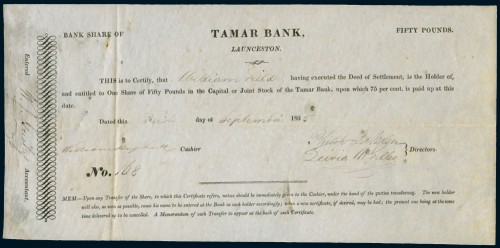 BANK SHARE OF
TAMAR BANK,
FIFTY POUNDS.
LAUNCESTON.
THIS is to Certify, that William Field having executed the Deed of Settlement, is the Holder of,
and entitled to One Share of Fifty Pounds in the Capital or Joint Stock of the Tamar Bank, upon which 75 per cent. is paid up at this
date.
Dated this day of September 183
Cashier
Directors.
No. 168
Entered
Accountant.
MEM.—Upon any Transfer of the Share, to which this Certificate refers, notice should be immediately given to the Cashier, under hand of the parties transferring. The new holder
will also, as soon as possible, cause his name to be entered at the Bank as such holder accordingly; when a new certificate, if desired, may be had; the present one being at the same
time delivered up to be cancelled. A Memorandum of such Transfer to appear at the back of such Certificate.